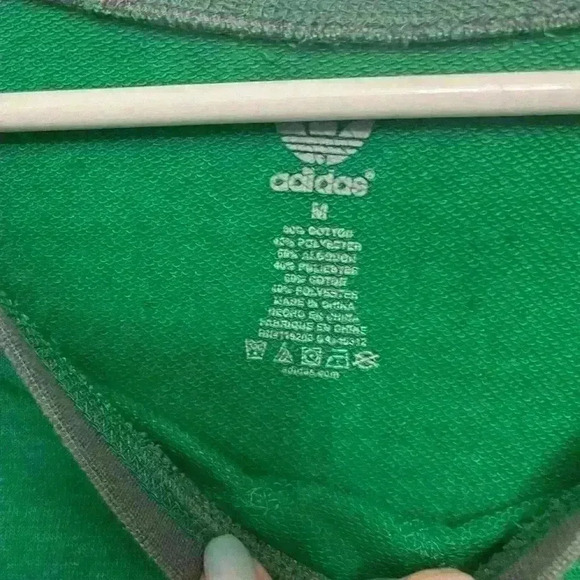 adidas®
M
60% COTTON
40% POLYESTER
60% ALGODON
40% POLIESTER
60% COTON
40% POLYESTER
MADE IN CHINA
HECHO EN CHINA
FABRIQUE EN CHINE
adidas.com